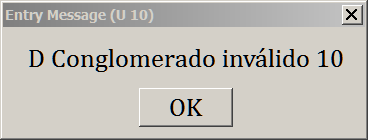 Entry Message (U 10)
D Conglomerado inválido 10
OK